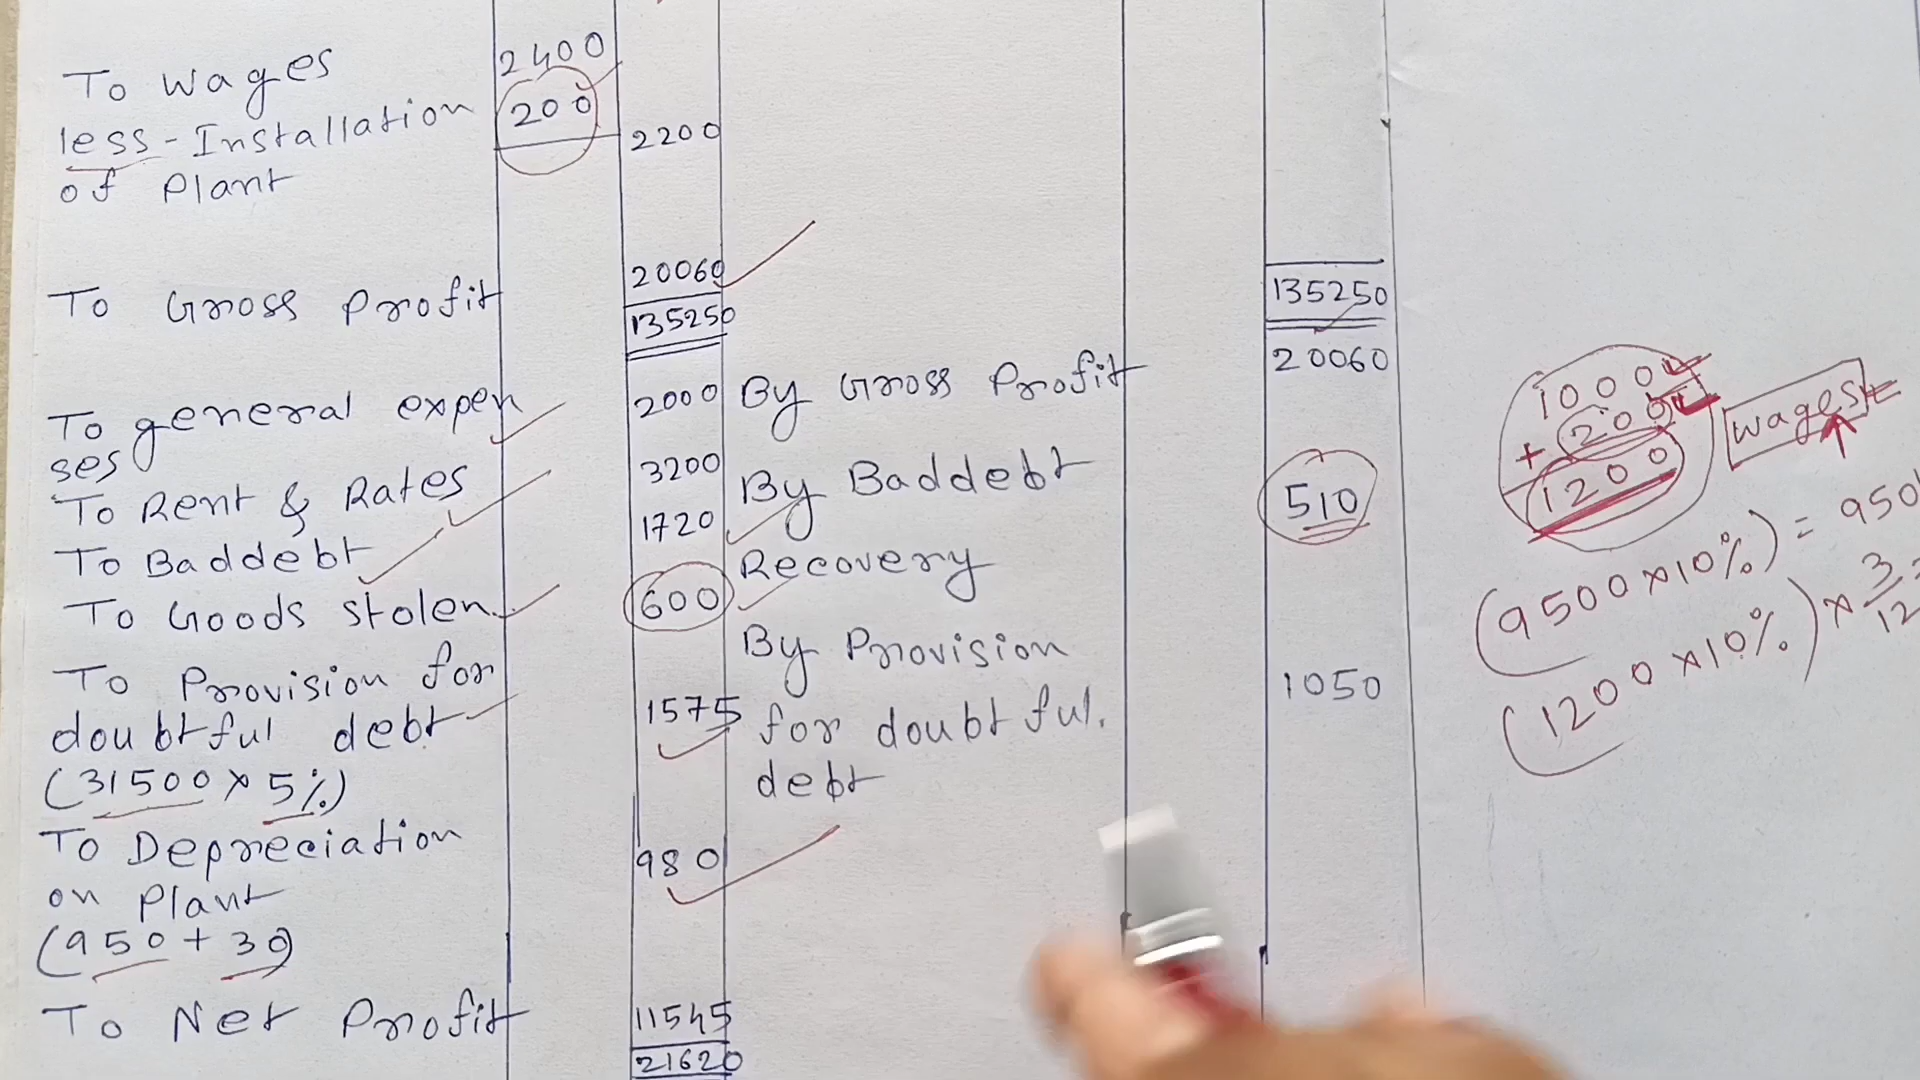 To Wages 2400
less - Installation 200 2200
of Plant
To Gross Profit 20060
135250 135250
To general expen 2000 By Gross Profit 20060
ses
To Rent & Rates 3200 By Baddebt 510
To Baddebt 1720 Recovery
To Goods stolen 600 By Provision 1050
To Provision for 1575 for doubtful.
doubtful debt debt
(31500 × 5%)
To Depreciation 980
on Plant
(950 + 30)
To Net Profit 11545
21620
1000
+ 200 wages
1200
(9500 × 10%) = 950
(1200 × 10%) × 3/12 =